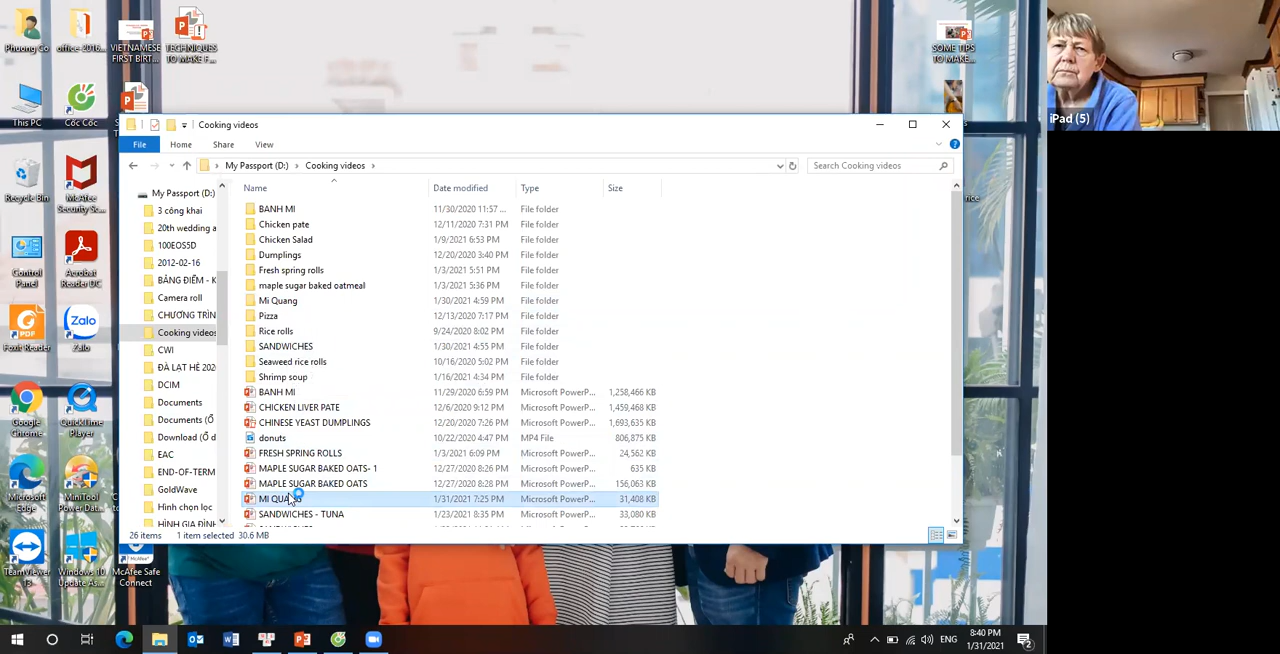 Phuong Co
office 2016...
VIETNAMESE
FIRST BIRT...
TECHNIQUES
TO MAKE F...
SOME TIPS
TO MAKE...
iPad (5)
This PC
Cốc Cốc
Cooking videos
File
Home
Share
View
My Passport (D:)
Cooking videos
Search Cooking videos
Recycle Bin
McAfee
Security Sc...
Control
Panel
Acrobat
Reader DC
Foxit Reader
Zalo
Google
Chrome
QuickTime
Player
Microsoft
Edge
MiniTool
Power Data...
TeamViewer
13
Windows 10
Update As...
McAfee Safe
Connect
rice
My Passport (D:)
3 công khai
20th wedding a
100EOS5D
2012-02-16
BẢNG ĐIỂM - K
Camera roll
CHƯƠNG TRÌN
Cooking videos
CWI
ĐÀ LẠT HÈ 202
DCIM
Documents
Documents (Ổ
Download (Ổ d
EAC
END-OF-TERM
GoldWave
Hình chọn lọc
HÌNH GIA ĐÌNH
Name Date modified Type Size
BANH MI 11/30/2020 11:57 ... File folder
Chicken pate 12/11/2020 7:31 PM File folder
Chicken Salad 1/9/2021 6:53 PM File folder
Dumplings 12/20/2020 3:40 PM File folder
Fresh spring rolls 1/3/2021 5:51 PM File folder
maple sugar baked oatmeal 1/3/2021 5:36 PM File folder
Mi Quang 1/30/2021 4:59 PM File folder
Pizza 12/13/2020 7:17 PM File folder
Rice rolls 9/24/2020 8:02 PM File folder
SANDWICHES 1/30/2021 4:55 PM File folder
Seaweed rice rolls 10/16/2020 5:02 PM File folder
Shrimp soup 1/16/2021 4:34 PM File folder
BANH MI 11/29/2020 6:59 PM Microsoft PowerP... 1,258,466 KB
CHICKEN LIVER PATE 12/6/2020 9:12 PM Microsoft PowerP... 1,459,468 KB
CHINESE YEAST DUMPLINGS 12/20/2020 7:26 PM Microsoft PowerP... 1,693,635 KB
donuts 10/22/2020 4:47 PM MP4 File 806,875 KB
FRESH SPRING ROLLS 1/3/2021 6:09 PM Microsoft PowerP... 24,562 KB
MAPLE SUGAR BAKED OATS- 1 12/27/2020 8:26 PM Microsoft PowerP... 635 KB
MAPLE SUGAR BAKED OATS 12/27/2020 8:28 PM Microsoft PowerP... 156,063 KB
MI 1/31/2021 7:25 PM Microsoft PowerP... 31,408 KB
SANDWICHES - TUNA 1/23/2021 8:35 PM Microsoft PowerP... 33,080 KB
26 items 1 item selected 30.6 MB
ENG
8:40 PM
1/31/2021
2